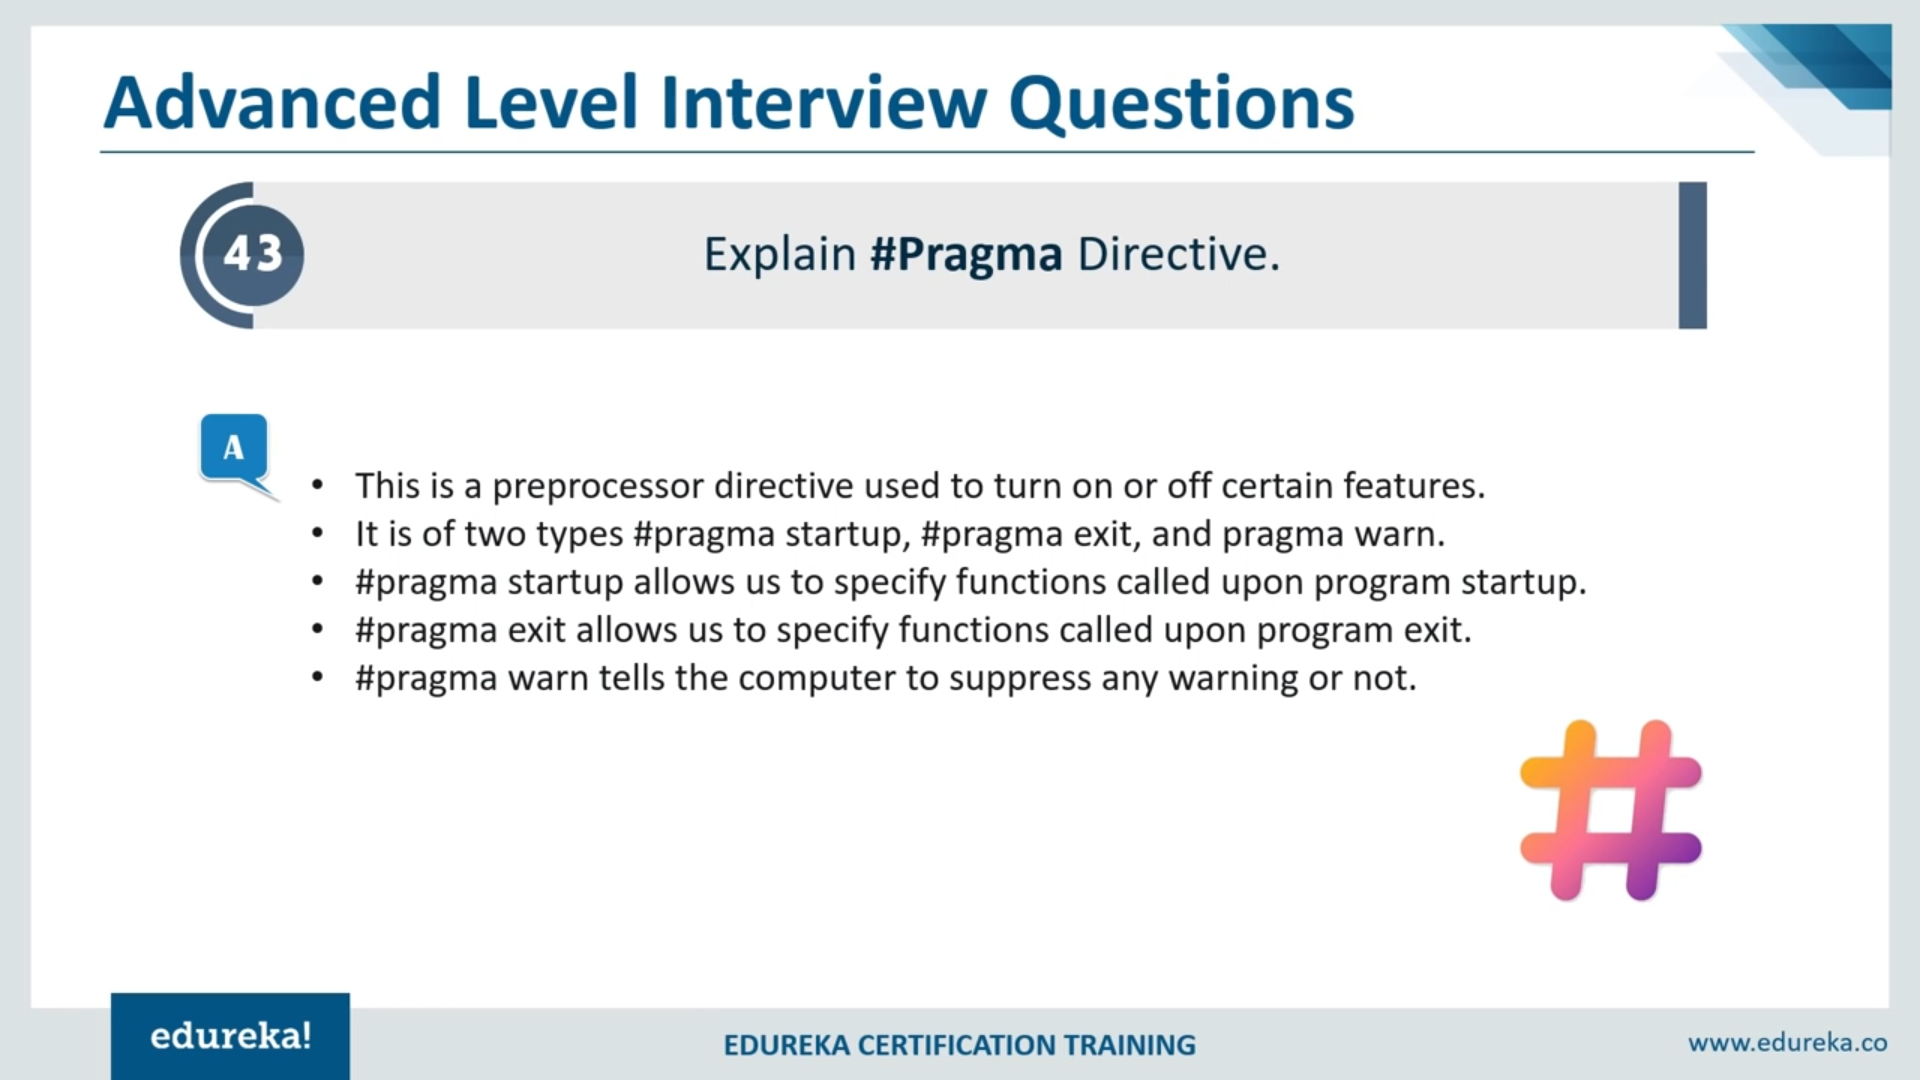 Advanced Level Interview Questions
43
Explain #Pragma Directive.
A
• This is a preprocessor directive used to turn on or off certain features.
• It is of two types #pragma startup, #pragma exit, and pragma warn.
• #pragma startup allows us to specify functions called upon program startup.
• #pragma exit allows us to specify functions called upon program exit.
• #pragma warn tells the computer to suppress any warning or not.
edureka!
EDUREKA CERTIFICATION TRAINING
www.edureka.co